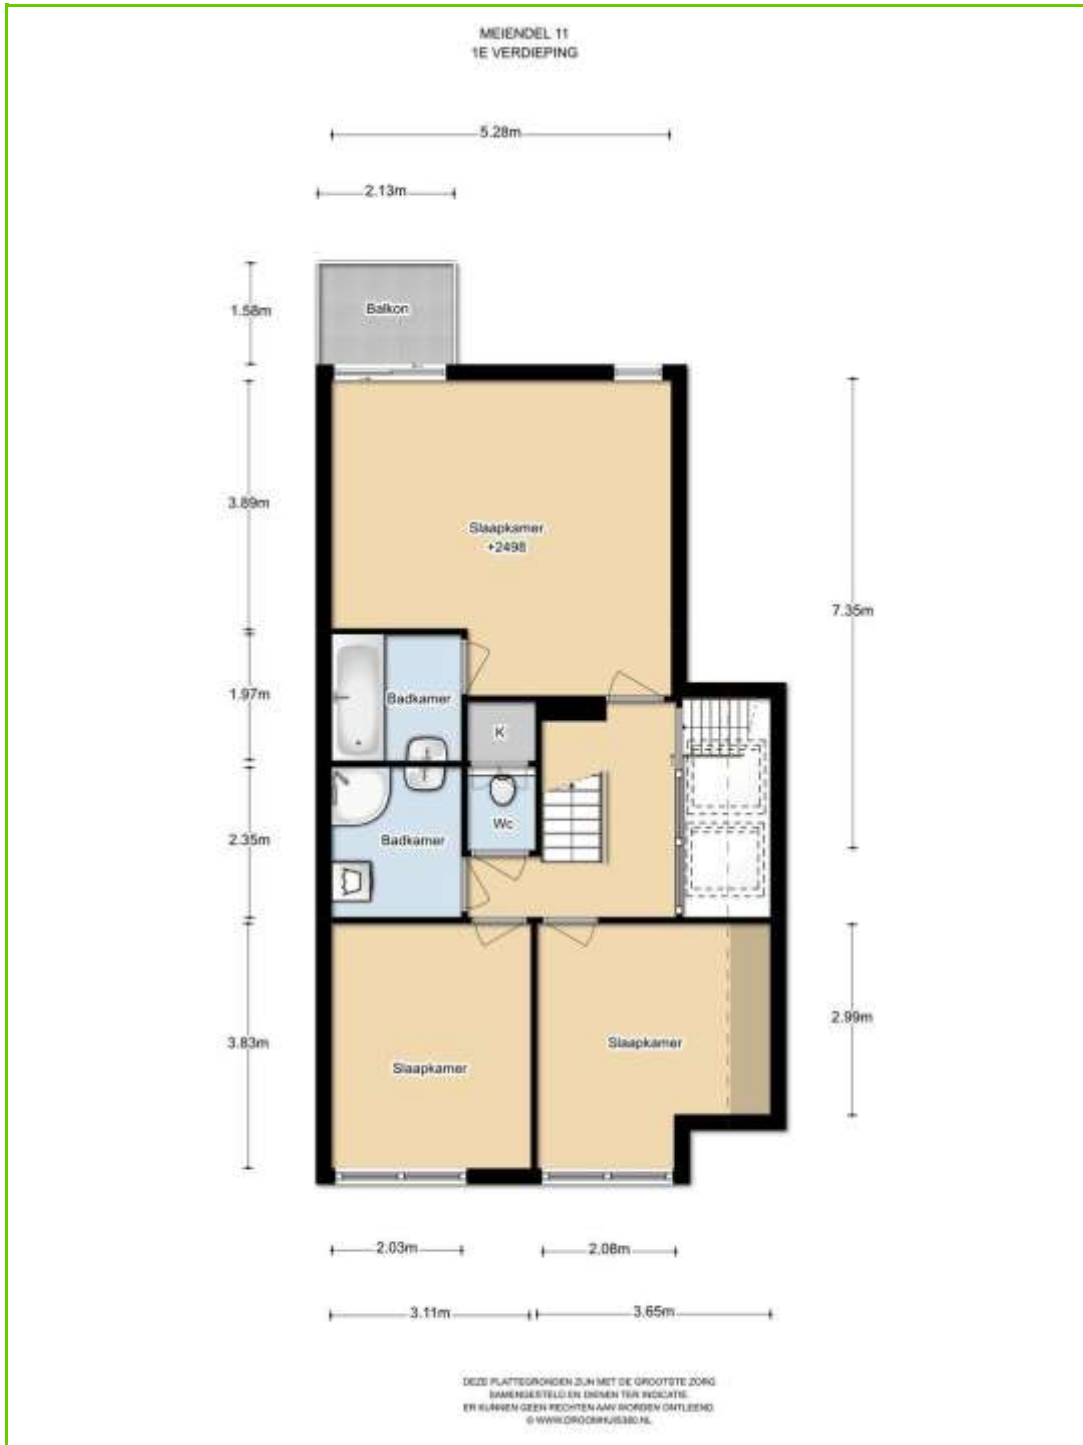 MEIENDEL 11
1E VERDIEPING
5.28m
2.13m
1.58m
Balkon
3.89m
Slaapkamer
+2498
7.35m
1.97m
Badkamer
K
2.35m
Badkamer
Wc
3.83m
Slaapkamer
Slaapkamer
2.99m
2.03m
2.08m
3.11m
3.65m
DEZE PLATTEGRONDEN ZIJN MET DE GROOTSTE ZORG
SAMENGESTELD EN DIENEN TER INDICATIE.
ER KUNNEN GEEN RECHTEN AAN WORDEN ONTLEEND.
© WWW.DROOMHUIS360.NL